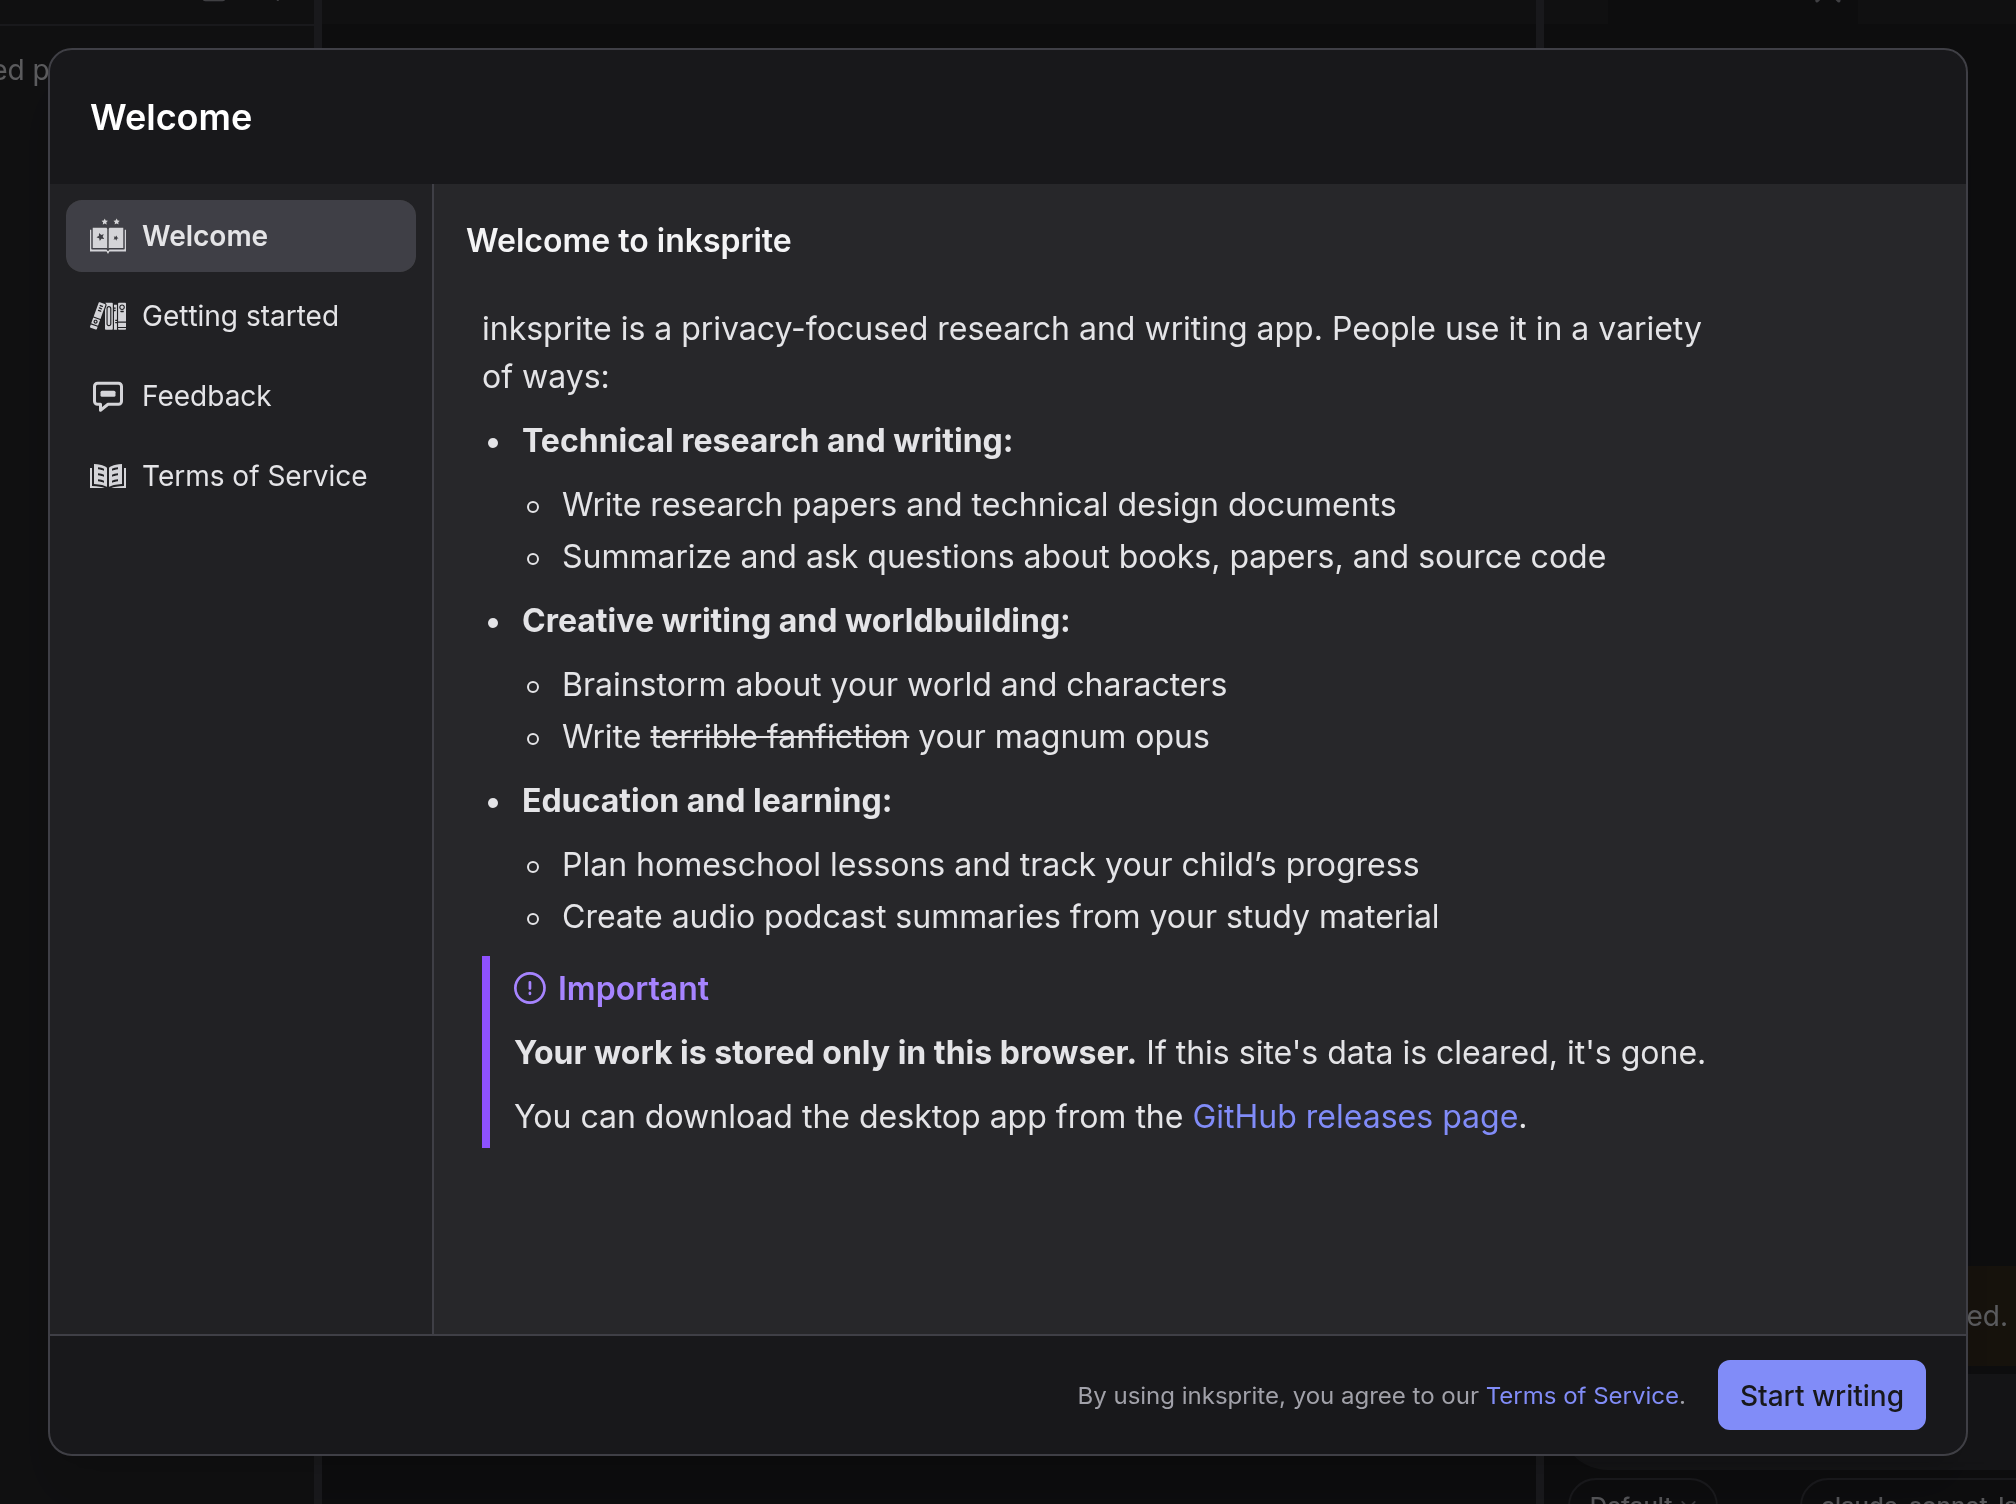 ed p
Welcome
Welcome
Getting started
Feedback
Terms of Service
Welcome to inksprite
inksprite is a privacy-focused research and writing app. People use it in a variety
of ways:
• Technical research and writing:
◦ Write research papers and technical design documents
◦ Summarize and ask questions about books, papers, and source code
• Creative writing and worldbuilding:
◦ Brainstorm about your world and characters
◦ Write terrible fanfiction your magnum opus
• Education and learning:
◦ Plan homeschool lessons and track your child’s progress
◦ Create audio podcast summaries from your study material
Important
Your work is stored only in this browser. If this site's data is cleared, it's gone.
You can download the desktop app from the GitHub releases page.
ed.
By using inksprite, you agree to our Terms of Service.
Start writing
Default